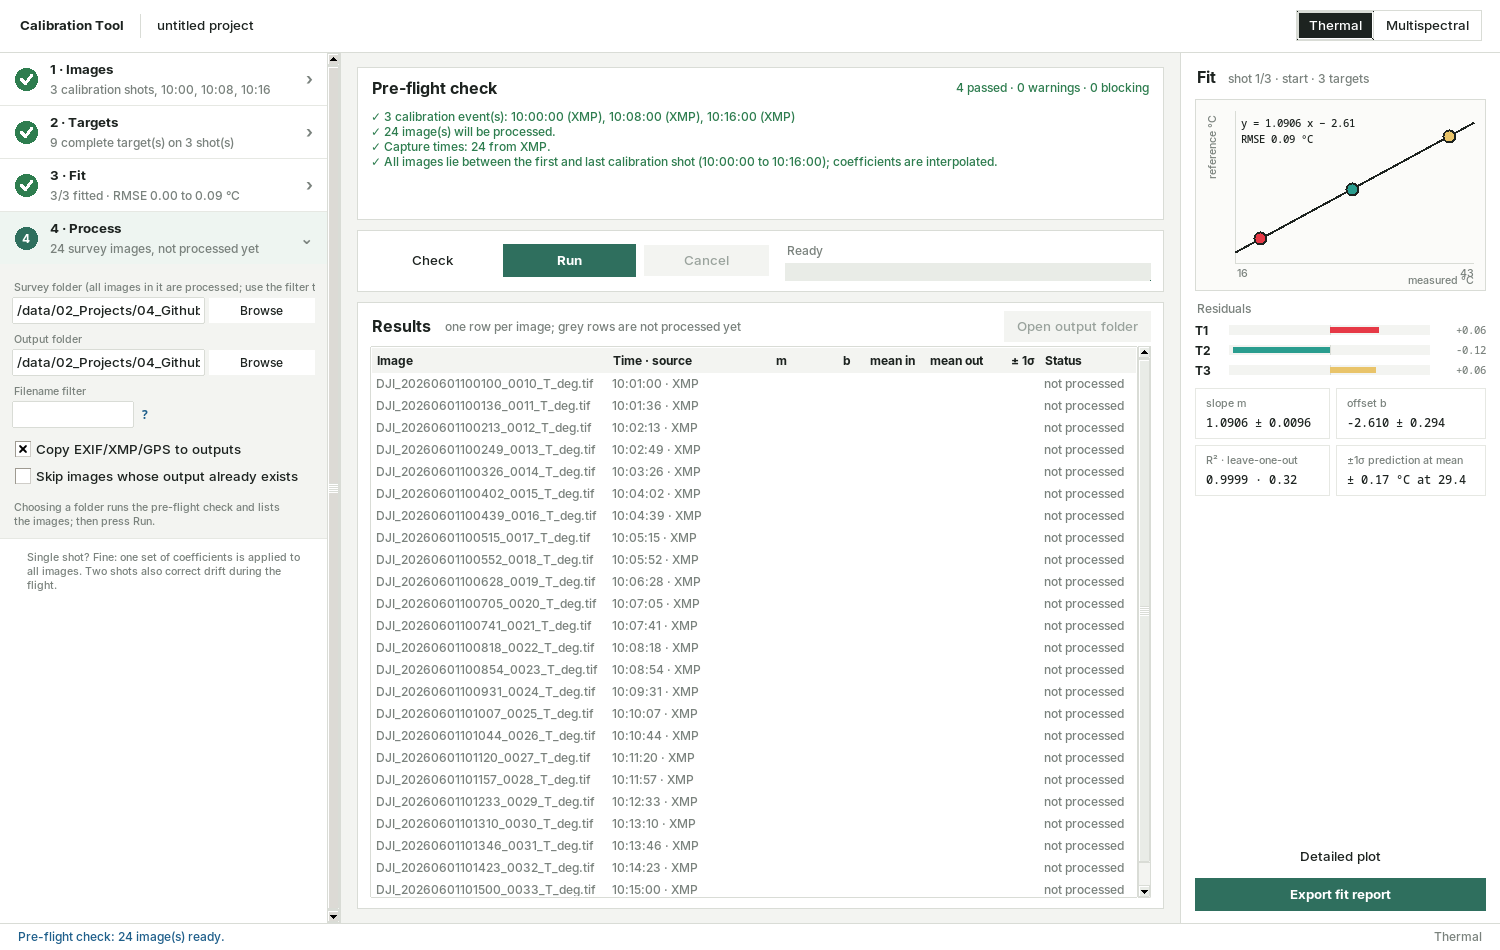 Calibration Tool
untitled project
Thermal
Multispectral
1 · Images
3 calibration shots, 10:00, 10:08, 10:16
2 · Targets
9 complete target(s) on 3 shot(s)
3 · Fit
3/3 fitted · RMSE 0.00 to 0.09 °C
4
4 · Process
24 survey images, not processed yet
Survey folder (all images in it are processed; use the filter t
/data/02_Projects/04_Github
Browse
Output folder
/data/02_Projects/04_Github
Browse
Filename filter
?
Copy EXIF/XMP/GPS to outputs
Skip images whose output already exists
Choosing a folder runs the pre-flight check and lists
the images; then press Run.
Single shot? Fine: one set of coefficients is applied to
all images. Two shots also correct drift during the
flight.
Pre-flight check
4 passed · 0 warnings · 0 blocking
✓ 3 calibration event(s): 10:00:00 (XMP), 10:08:00 (XMP), 10:16:00 (XMP)
✓ 24 image(s) will be processed.
✓ Capture times: 24 from XMP.
✓ All images lie between the first and last calibration shot (10:00:00 to 10:16:00); coefficients are interpolated.
Check
Run
Cancel
Ready
Results one row per image; grey rows are not processed yet
Open output folder
Image Time · source m b mean in mean out ± 1σ Status
DJI_20260601100100_0010_T_deg.tif 10:01:00 · XMP not processed
DJI_20260601100136_0011_T_deg.tif 10:01:36 · XMP not processed
DJI_20260601100213_0012_T_deg.tif 10:02:13 · XMP not processed
DJI_20260601100249_0013_T_deg.tif 10:02:49 · XMP not processed
DJI_20260601100326_0014_T_deg.tif 10:03:26 · XMP not processed
DJI_20260601100402_0015_T_deg.tif 10:04:02 · XMP not processed
DJI_20260601100439_0016_T_deg.tif 10:04:39 · XMP not processed
DJI_20260601100515_0017_T_deg.tif 10:05:15 · XMP not processed
DJI_20260601100552_0018_T_deg.tif 10:05:52 · XMP not processed
DJI_20260601100628_0019_T_deg.tif 10:06:28 · XMP not processed
DJI_20260601100705_0020_T_deg.tif 10:07:05 · XMP not processed
DJI_20260601100741_0021_T_deg.tif 10:07:41 · XMP not processed
DJI_20260601100818_0022_T_deg.tif 10:08:18 · XMP not processed
DJI_20260601100854_0023_T_deg.tif 10:08:54 · XMP not processed
DJI_20260601100931_0024_T_deg.tif 10:09:31 · XMP not processed
DJI_20260601101007_0025_T_deg.tif 10:10:07 · XMP not processed
DJI_20260601101044_0026_T_deg.tif 10:10:44 · XMP not processed
DJI_20260601101120_0027_T_deg.tif 10:11:20 · XMP not processed
DJI_20260601101157_0028_T_deg.tif 10:11:57 · XMP not processed
DJI_20260601101233_0029_T_deg.tif 10:12:33 · XMP not processed
DJI_20260601101310_0030_T_deg.tif 10:13:10 · XMP not processed
DJI_20260601101346_0031_T_deg.tif 10:13:46 · XMP not processed
DJI_20260601101423_0032_T_deg.tif 10:14:23 · XMP not processed
DJI_20260601101500_0033_T_deg.tif 10:15:00 · XMP not processed
Fit shot 1/3 · start · 3 targets
reference °C
y = 1.0906 x − 2.61
RMSE 0.09 °C
16
43
measured °C
Residuals
T1 +0.06
T2 -0.12
T3 +0.06
slope m
1.0906 ± 0.0096
offset b
-2.610 ± 0.294
R² · leave-one-out
0.9999 · 0.32
±1σ prediction at mean
± 0.17 °C at 29.4
Detailed plot
Export fit report
Pre-flight check: 24 image(s) ready.
Thermal